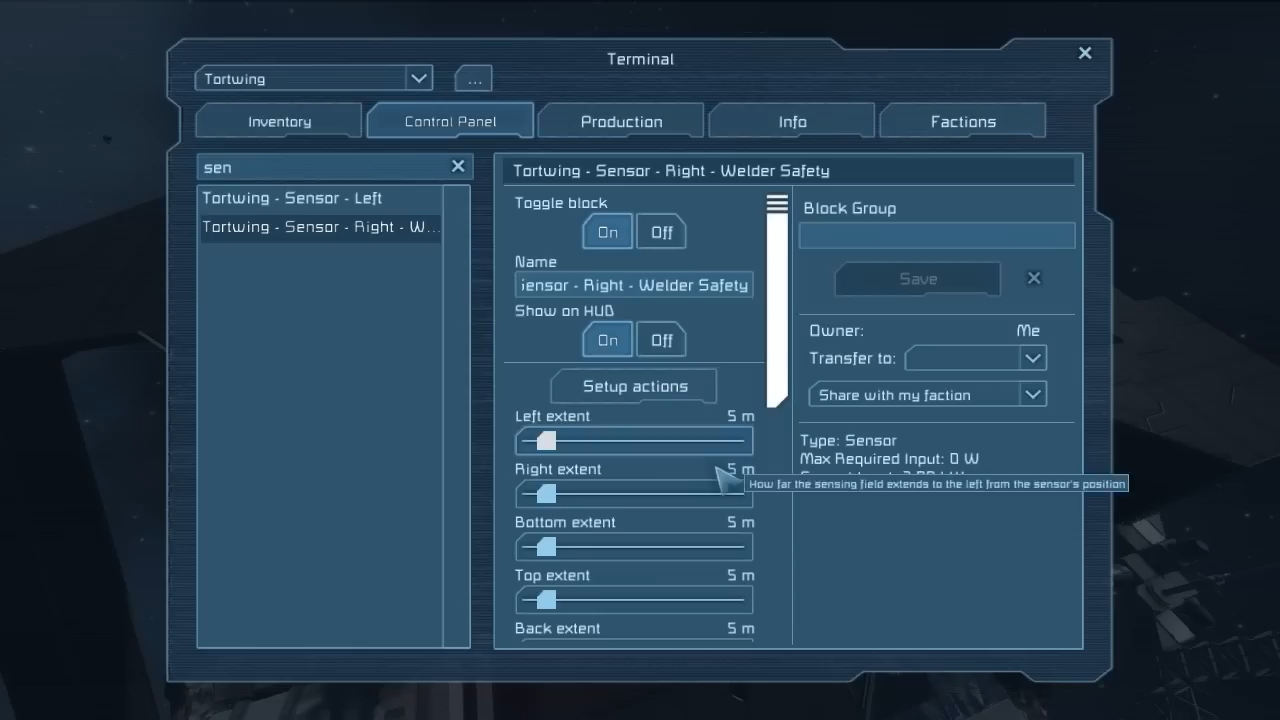 Terminal
Tortwing
...
Inventory
Control Panel
Production
Info
Factions
sen
Tortwing - Sensor - Left
Tortwing - Sensor - Right - W...
Tortwing - Sensor - Right - Welder Safety
Toggle block
On
Off
Name
Sensor - Right - Welder Safety
Show on HUD
On
Off
Setup actions
Left extent 5 m
Right extent 5 m
Bottom extent 5 m
Top extent 5 m
Back extent 5 m
Block Group
Save
Owner: Me
Transfer to:
Share with my faction
Type: Sensor
Max Required Input: 0 W
How far the sensing field extends to the left from the sensor's position